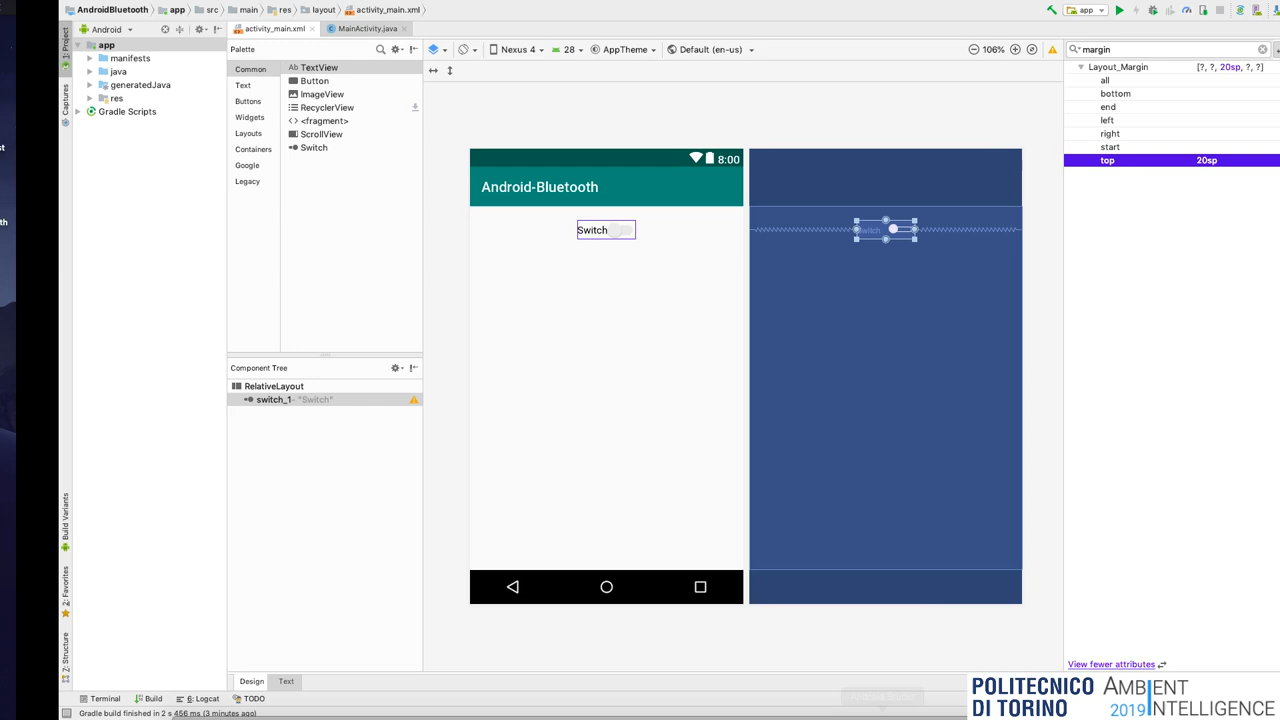 AndroidBluetooth app src main res layout activity_main.xml
app
Android
activity_main.xml MainActivity.java
Palette
28 AppTheme Default (en-us) 106%
margin
1: Project
Captures
Build Variants
2: Favorites
7: Structure
app
manifests
java
generatedJava
res
Gradle Scripts
Common
Text
Buttons
Widgets
Layouts
Containers
Google
Legacy
Ab TextView
Button
ImageView
RecyclerView
<fragment>
ScrollView
Switch
Component Tree
RelativeLayout
switch_1- "Switch"
8:00
Android-Bluetooth
Switch
Switch
Layout_Margin [?, ?, 20sp, ?, ?]
all
bottom
end
left
right
start
top 20sp
View fewer attributes
Design Text
Terminal Build 6: Logcat TODO
Gradle build finished in 2 s 456 ms (3 minutes ago)
POLITECNICO
DI TORINO
AMBIENT
2019 INTELLIGENCE